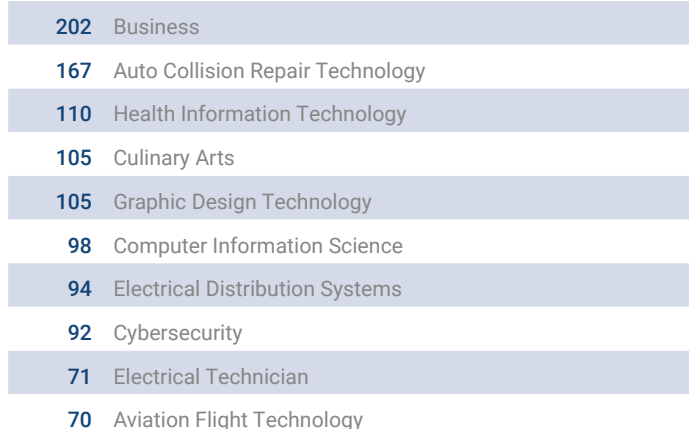 202 Business
167 Auto Collision Repair Technology
110 Health Information Technology
105 Culinary Arts
105 Graphic Design Technology
98 Computer Information Science
94 Electrical Distribution Systems
92 Cybersecurity
71 Electrical Technician
70 Aviation Flight Technology